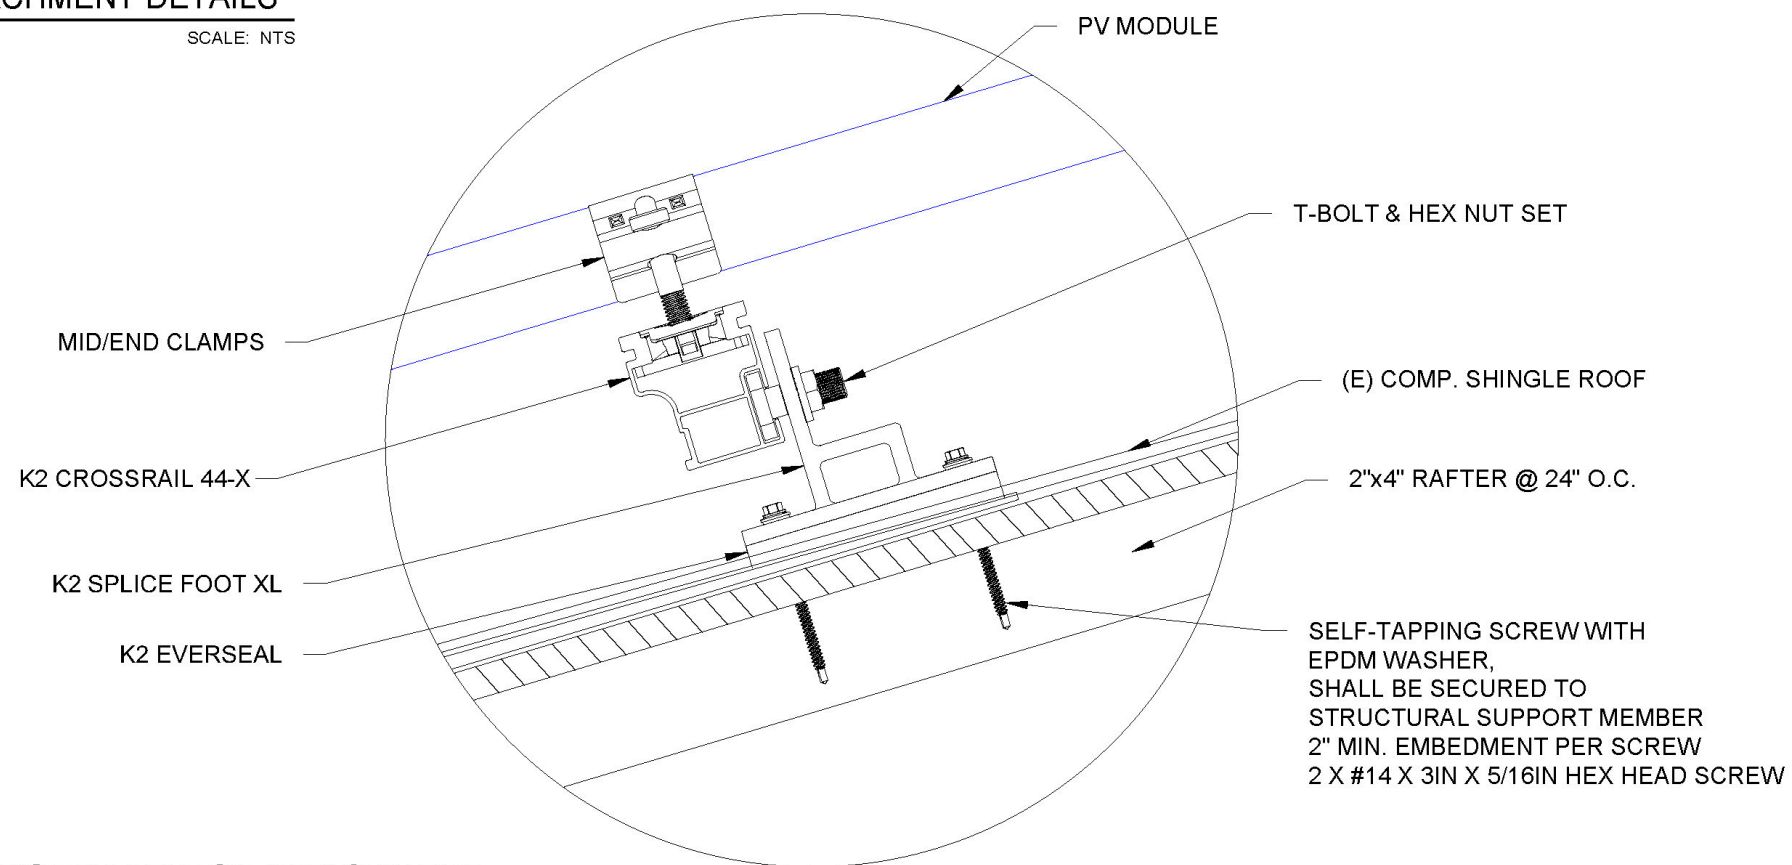 DETAILS
SCALE: NTS
PV MODULE
T-BOLT & HEX NUT SET
MID/END CLAMPS
(E) COMP. SHINGLE ROOF
K2 CROSSRAIL 44-X
2"x4" RAFTER @ 24" O.C.
K2 SPLICE FOOT XL
K2 EVERSEAL
SELF-TAPPING SCREW WITH
EPDM WASHER,
SHALL BE SECURED TO
STRUCTURAL SUPPORT MEMBER
2" MIN. EMBEDMENT PER SCREW
2 X #14 X 3IN X 5/16IN HEX HEAD SCREW